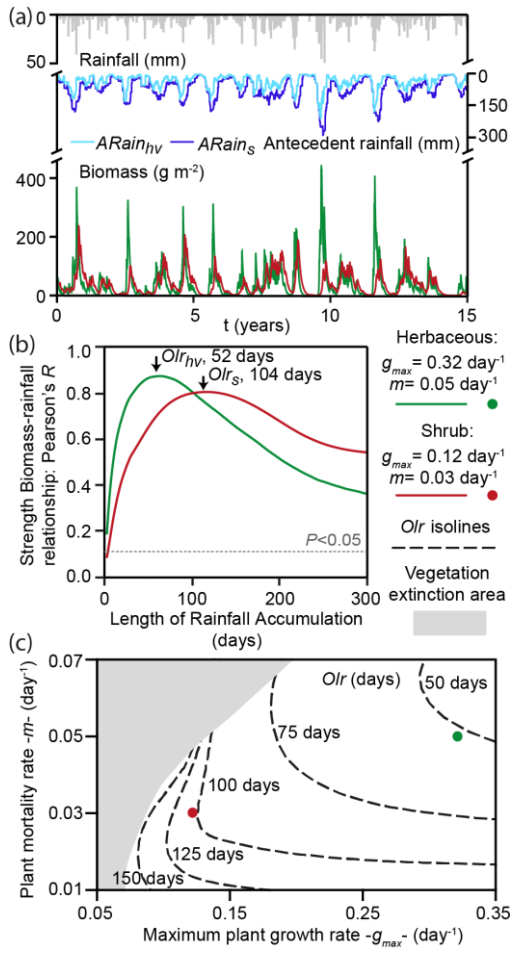 (a)
0
50
Rainfall (mm)
0
150
300
ARain_hv ARain_s Antecedent rainfall (mm)
Biomass (g m⁻²)
400
200
0
0 5 10 15
t (years)
(b)
Olr_hv, 52 days
Olr_s, 104 days
Strength Biomass-rainfall
relationship: Pearson's R
1.0
0.8
0.6
0.4
0.2
0.0
P<0.05
0 100 200 300
Length of Rainfall Accumulation
(days)
Herbaceous:
g_max = 0.32 day⁻¹
m= 0.05 day⁻¹
Shrub:
g_max = 0.12 day⁻¹
m= 0.03 day⁻¹
Olr isolines
Vegetation
extinction area
(c)
Plant mortality rate -m- (day⁻¹)
0.07
0.05
0.03
0.01
Olr (days)
50 days
75 days
100 days
125 days
150 days
0.05 0.15 0.25 0.35
Maximum plant growth rate -g_max- (day⁻¹)